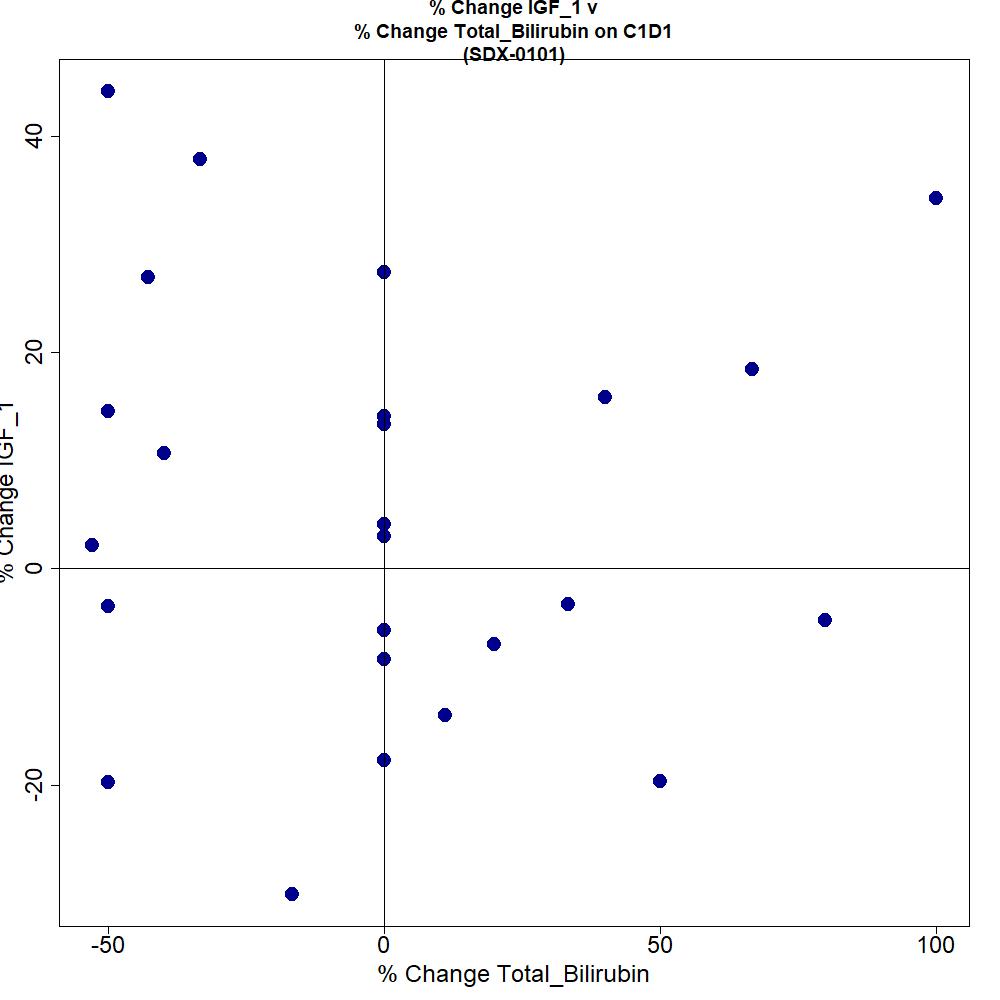 % Change IGF_1 v
% Change Total_Bilirubin on C1D1
(SDX-0101)
% Change IGF_1
40
20
0
-20
-50
0
50
100
% Change Total_Bilirubin